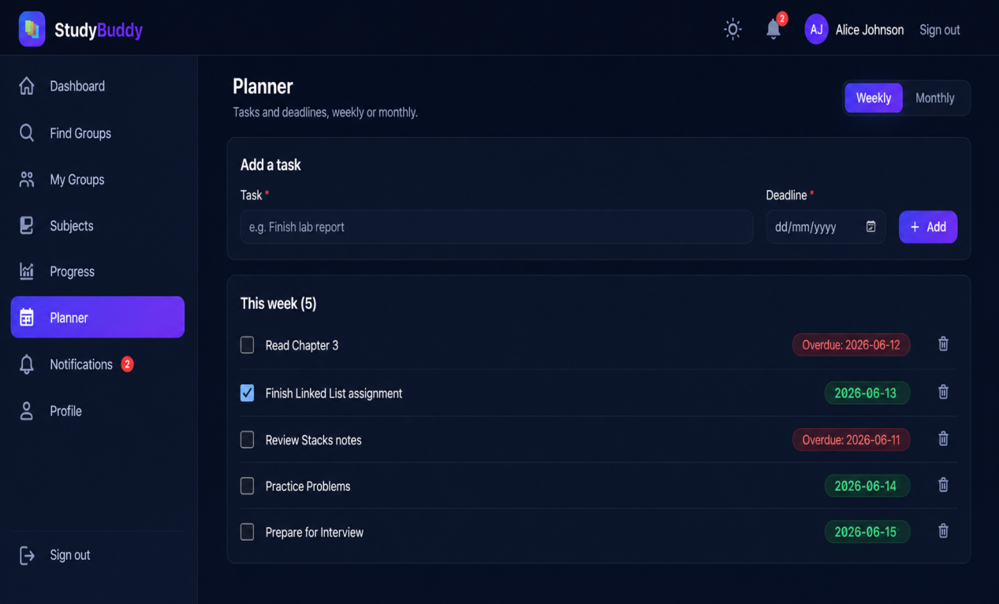 StudyBuddy
2
AJ Alice Johnson Sign out
Dashboard
Find Groups
My Groups
Subjects
Progress
Planner
Notifications 2
Profile
Sign out
Planner
Tasks and deadlines, weekly or monthly.
Weekly Monthly
Add a task
Task * Deadline *
e.g. Finish lab report dd/mm/yyyy + Add
This week (5)
Read Chapter 3 Overdue: 2026-06-12
Finish Linked List assignment 2026-06-13
Review Stacks notes Overdue: 2026-06-11
Practice Problems 2026-06-14
Prepare for Interview 2026-06-15